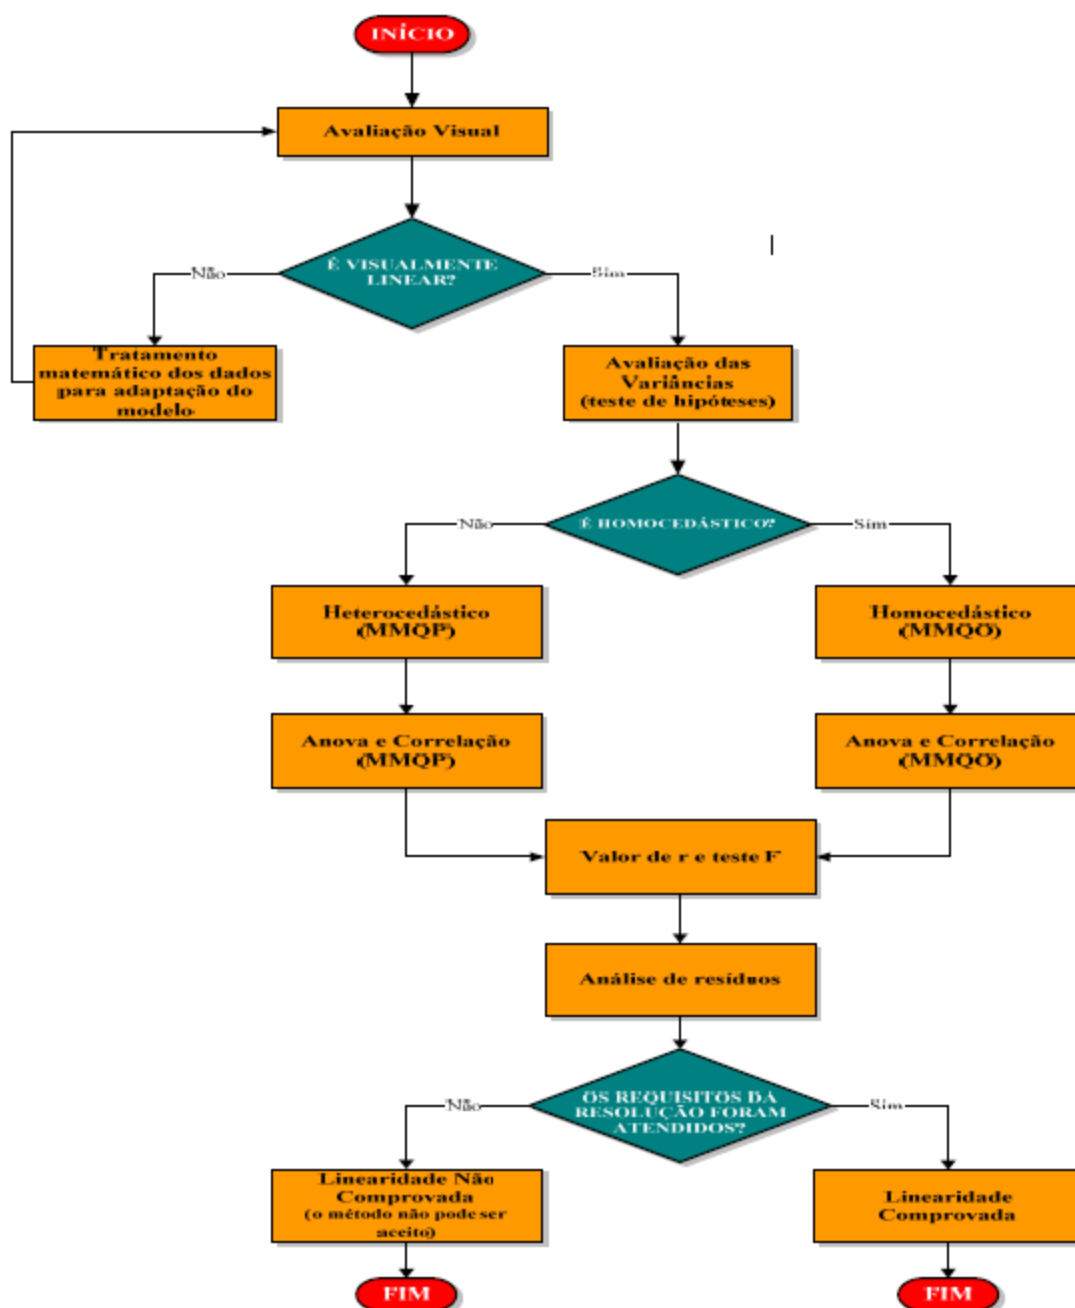 INÍCIO
Avaliação Visual
É VISUALMENTE
LINEAR?
Não
Sim
Tratamento
matemático dos dados
para adaptação do
modelo
Avaliação das
Variâncias
(teste de hipóteses)
É HOMOCEDÁSTICO?
Não
Sim
Heterocedástico
(MMQP)
Homocedástico
(MMQO)
Anova e Correlação
(MMQP)
Anova e Correlação
(MMQO)
Valor de r e teste F
Análise de resíduos
OS REQUISITOS DA
RESOLUÇÃO FORAM
ATENDIDOS?
Não
Sim
Linearidade Não
Comprovada
(o método não pode ser
aceito)
Linearidade
Comprovada
FIM
FIM